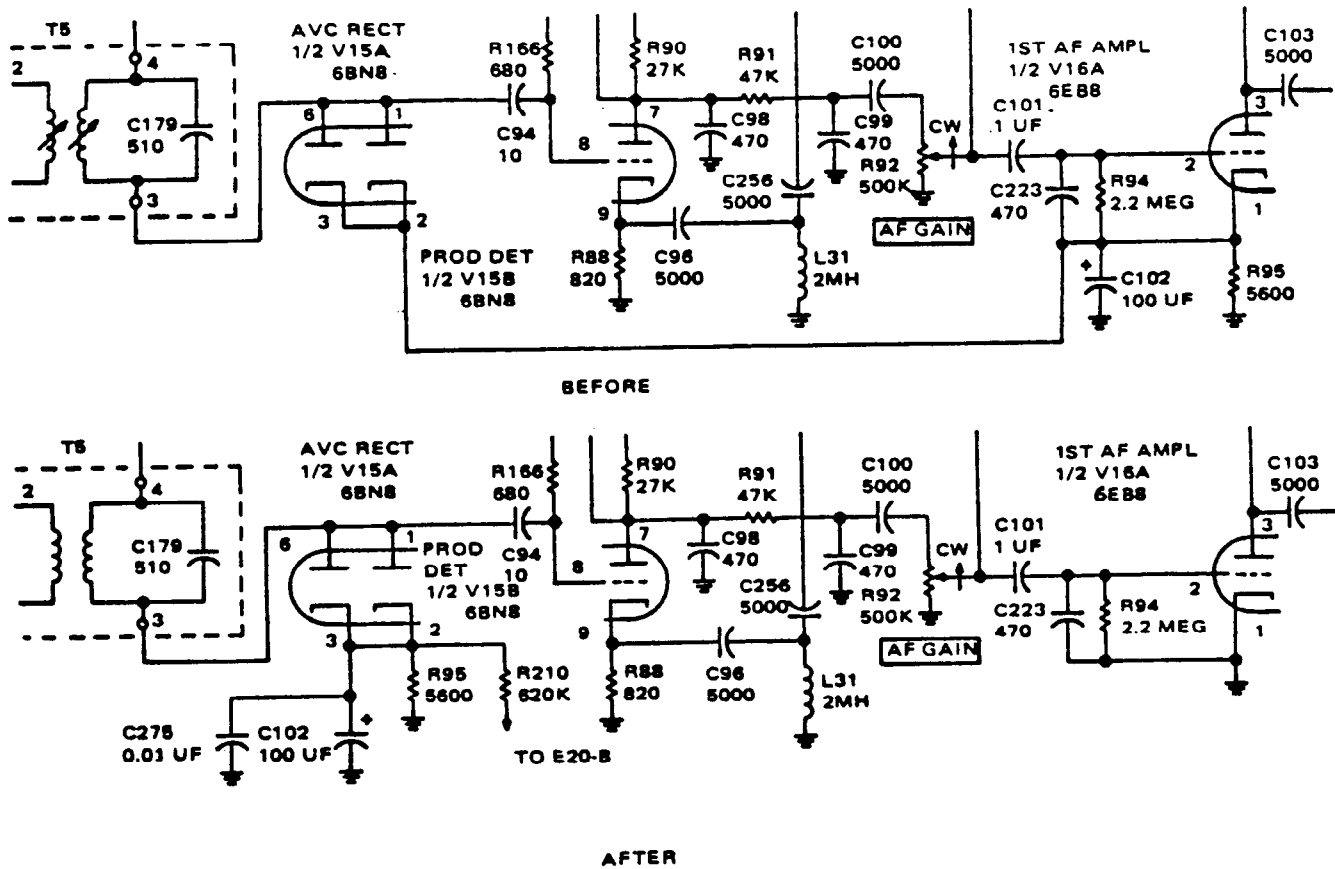 T5
2
4
C179
510
3
AVC RECT
1/2 V15A
6BN8
6
1
3
2
R166
680
C94
10
PROD DET
1/2 V15B
6BN8
R90
27K
7
8
9
R88
820
R91
47K
C98
470
C96
5000
C256
5000
L31
2MH
C100
5000
C99
470
R92
500K
CW
AF GAIN
1ST AF AMPL
1/2 V16A
6EB8
C101
.1 UF
C223
470
R94
2.2 MEG
2
3
1
+
C102
100 UF
R95
5600
C103
5000
BEFORE
T5
2
4
C179
510
3
AVC RECT
1/2 V15A
6BN8
6
1
PROD
DET
1/2 V15B
6BN8
3
2
R166
680
C94
10
R90
27K
7
8
9
R88
820
R91
47K
C98
470
C96
5000
C256
5000
L31
2MH
C100
5000
C99
470
R92
500K
CW
AF GAIN
1ST AF AMPL
1/2 V16A
6EB8
C101
1 UF
C223
470
R94
2.2 MEG
2
3
1
C103
5000
R95
5600
R210
620K
C275
0.01 UF
C102
100 UF
+
TO E20-B
AFTER